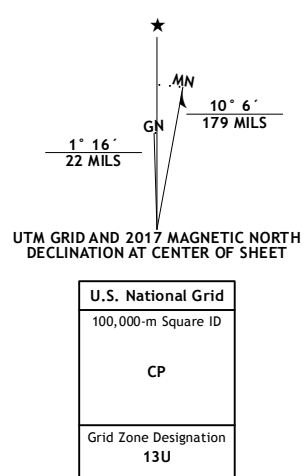 MN
GN
10° 6´
179 MILS
1° 16´
22 MILS
UTM GRID AND 2017 MAGNETIC NORTH
DECLINATION AT CENTER OF SHEET
U.S. National Grid
100,000-m Square ID
CP
Grid Zone Designation
13U